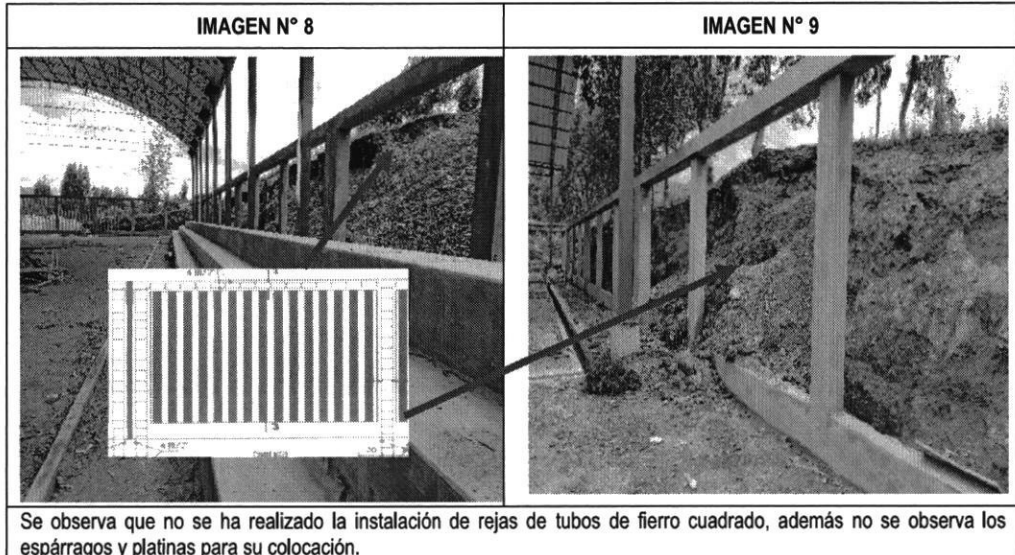 IMAGEN N° 8
IMAGEN N° 9
Se observa que no se ha realizado la instalación de rejas de tubos de fierro cuadrado, además no se observa los
espárragos y platinas para su colocación.